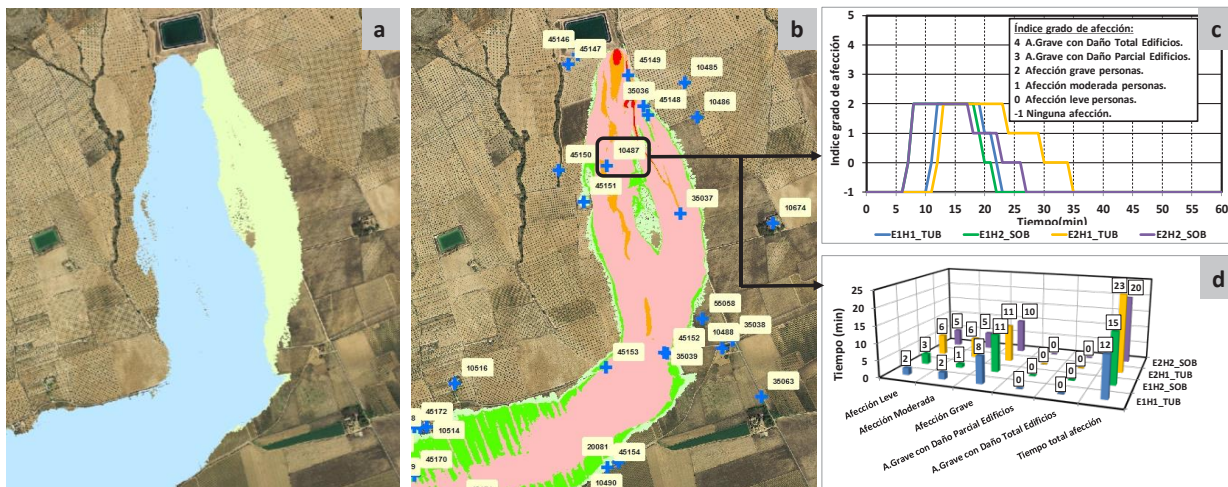 a
b
45146
45147
45149
10485
35036
45148
10486
10487
45150
45151
35037
10674
55058
10488
35038
45152
45153
35039
10516
35063
8
45172
10514
20081
45154
9
45170
10490
c
Índice grado de afección
5
4
3
2
1
0
-1
Índice grado de afección:
4 A.Grave con Daño Total Edificios.
3 A.Grave con Daño Parcial Edificios.
2 Afección grave personas.
1 Afección moderada personas.
0 Afección leve personas.
-1 Ninguna afección.
0 5 10 15 20 25 30 35 40 45 50 55 60
Tiempo(min)
E1H1_TUB E1H2_SOB E2H1_TUB E2H2_SOB
d
Tiempo (min)
25
20
15
10
5
0
5 5 10 0 0 20
6 6 11 0 0 23
3 1 11 0 0 15
2 2 8 0 0 12
E2H2_SOB
E2H1_TUB
E1H2_SOB
E1H1_TUB
Afección Leve
Afección Moderada
Afección Grave
A.Grave con Daño Parcial Edificios
A.Grave con Daño Total Edificios
Tiempo total afección